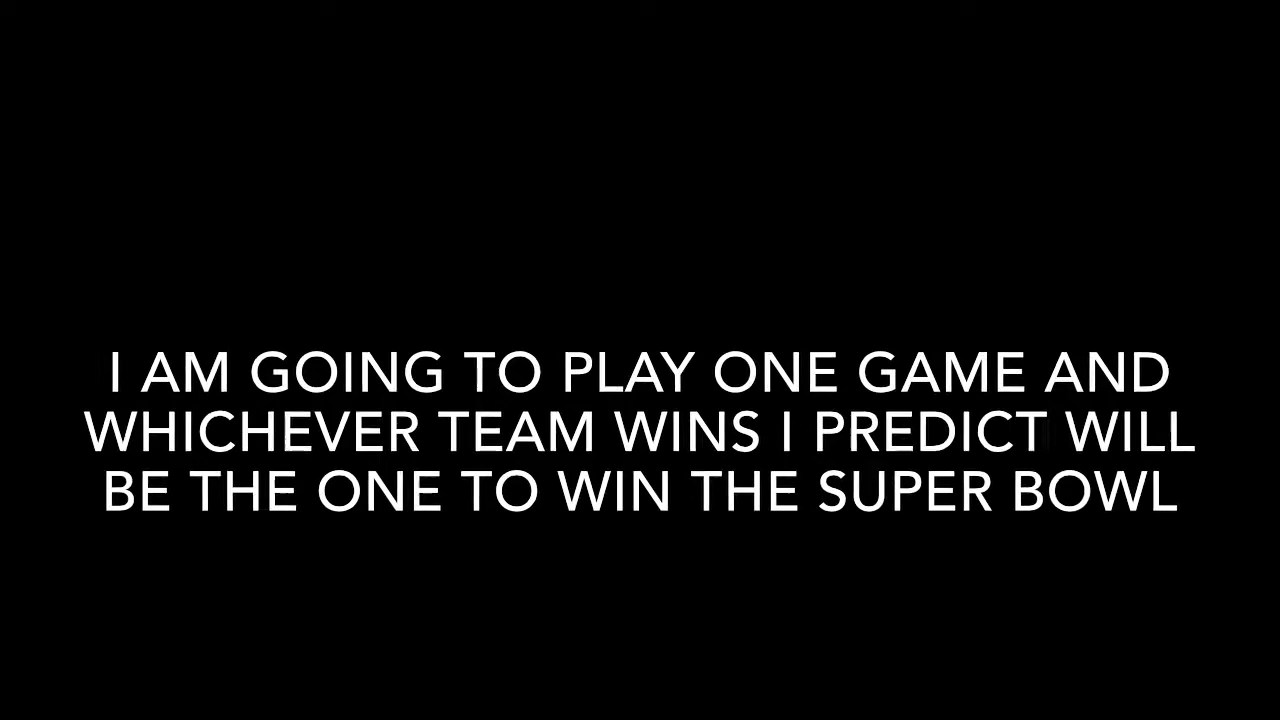 I AM GOING TO PLAY ONE GAME AND
WHICHEVER TEAM WINS I PREDICT WILL
BE THE ONE TO WIN THE SUPER BOWL